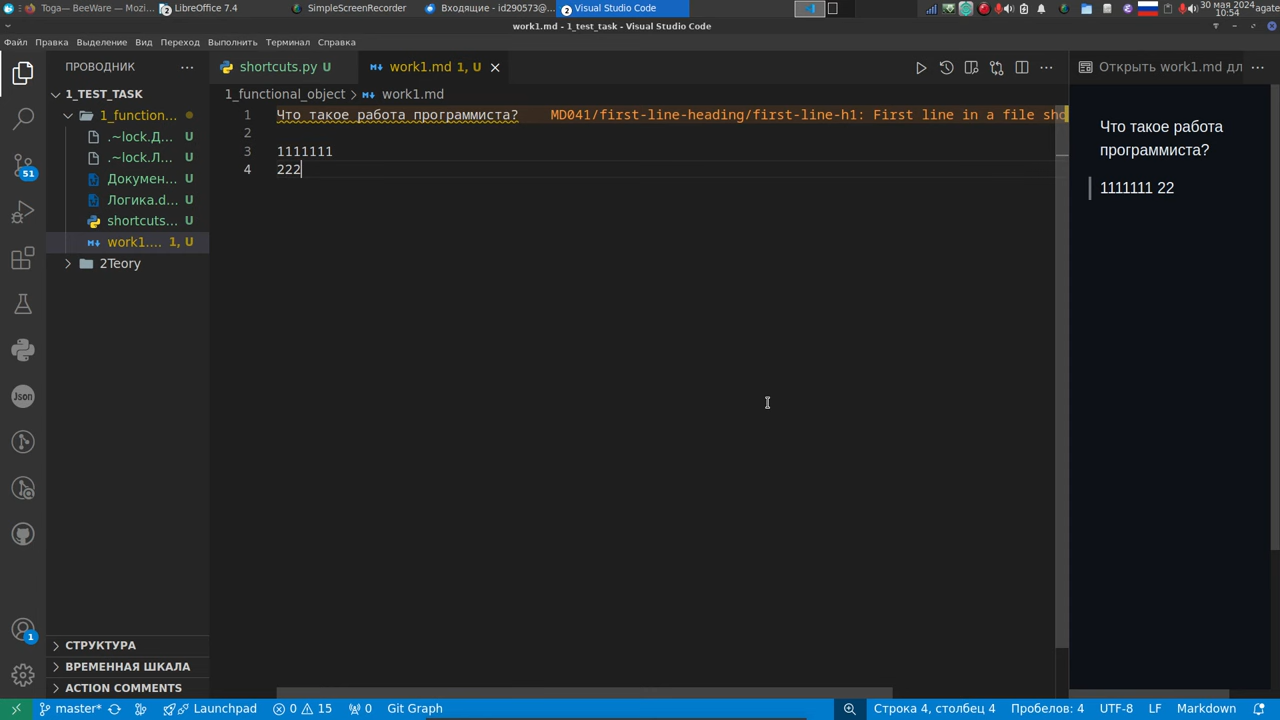 Toga— BeeWare — Mozi...
2 LibreOffice 7.4
SimpleScreenRecorder
Входящие - id290573@...
2 Visual Studio Code
30 мая 2024
10:54
agate
work1.md - 1_test_task - Visual Studio Code
Файл Правка Выделение Вид Переход Выполнить Терминал Справка
ПРОВОДНИК ···
1_TEST_TASK
1_function...
.~lock.Д... U
.~lock.Л... U
Докумен... U
Логика.d... U
shortcuts... U
work1.... 1, U
2Teory
51
Json
1
СТРУКТУРА
ВРЕМЕННАЯ ШКАЛА
ACTION COMMENTS
shortcuts.py U
work1.md 1, U
1_functional_object > work1.md
1 Что такое работа программиста? MD041/first-line-heading/first-line-h1: First line in a file sho
2
3 1111111
4 222
Открыть work1.md дл ···
Что такое работа
программиста?
1111111 22
master* Launchpad 0 15 0 Git Graph
Строка 4, столбец 4 Пробелов: 4 UTF-8 LF Markdown